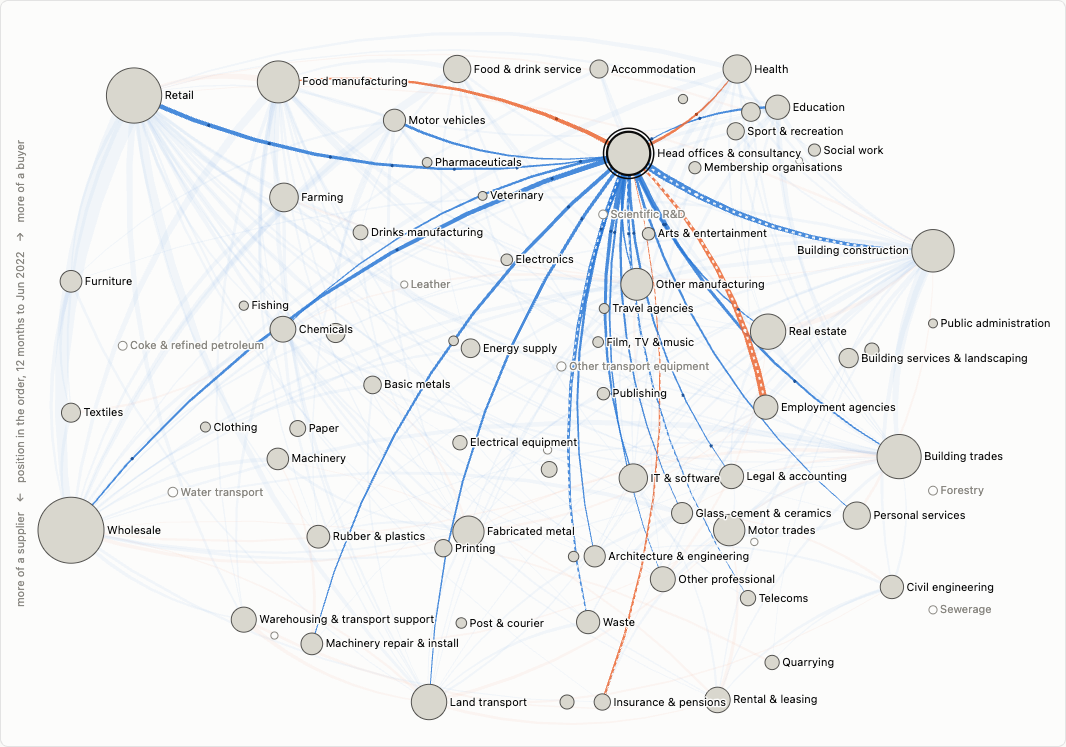 Food & drink service
Accommodation
Health
Food manufacturing
Retail
Education
Motor vehicles
Sport & recreation
Social work
Head offices & consultancy
Pharmaceuticals
Membership organisations
Veterinary
Farming
Scientific R&D
Drinks manufacturing
Arts & entertainment
Building construction
Electronics
Furniture
Leather
Other manufacturing
Fishing
Travel agencies
Public administration
Chemicals
Real estate
Coke & refined petroleum
Energy supply
Film, TV & music
Building services & landscaping
Other transport equipment
Basic metals
Publishing
Employment agencies
Textiles
Clothing
Paper
Electrical equipment
Machinery
Building trades
IT & software
Legal & accounting
Water transport
Forestry
Glass, cement & ceramics
Personal services
Wholesale
Rubber & plastics
Fabricated metal
Motor trades
Printing
Architecture & engineering
Other professional
Civil engineering
Telecoms
Sewerage
Warehousing & transport support
Post & courier
Waste
Machinery repair & install
Quarrying
Land transport
Insurance & pensions
Rental & leasing
more of a supplier ← position in the order, 12 months to Jun 2022 → more of a buyer